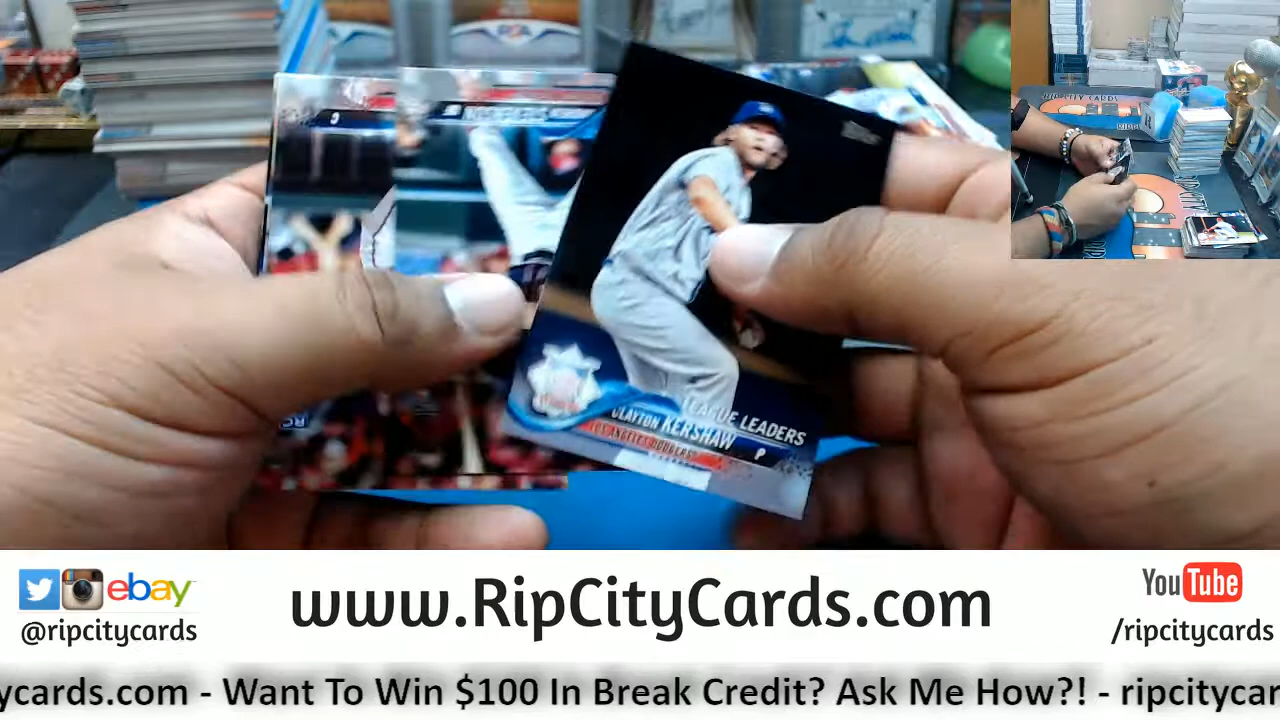 LEAGUE LEADERS
CLAYTON KERSHAW P
LOS ANGELES DODGERS
ebay
@ripcitycards
www.RipCityCards.com
YouTube
/ripcitycards
ycards.com - Want To Win $100 In Break Credit? Ask Me How?! - ripcitycar